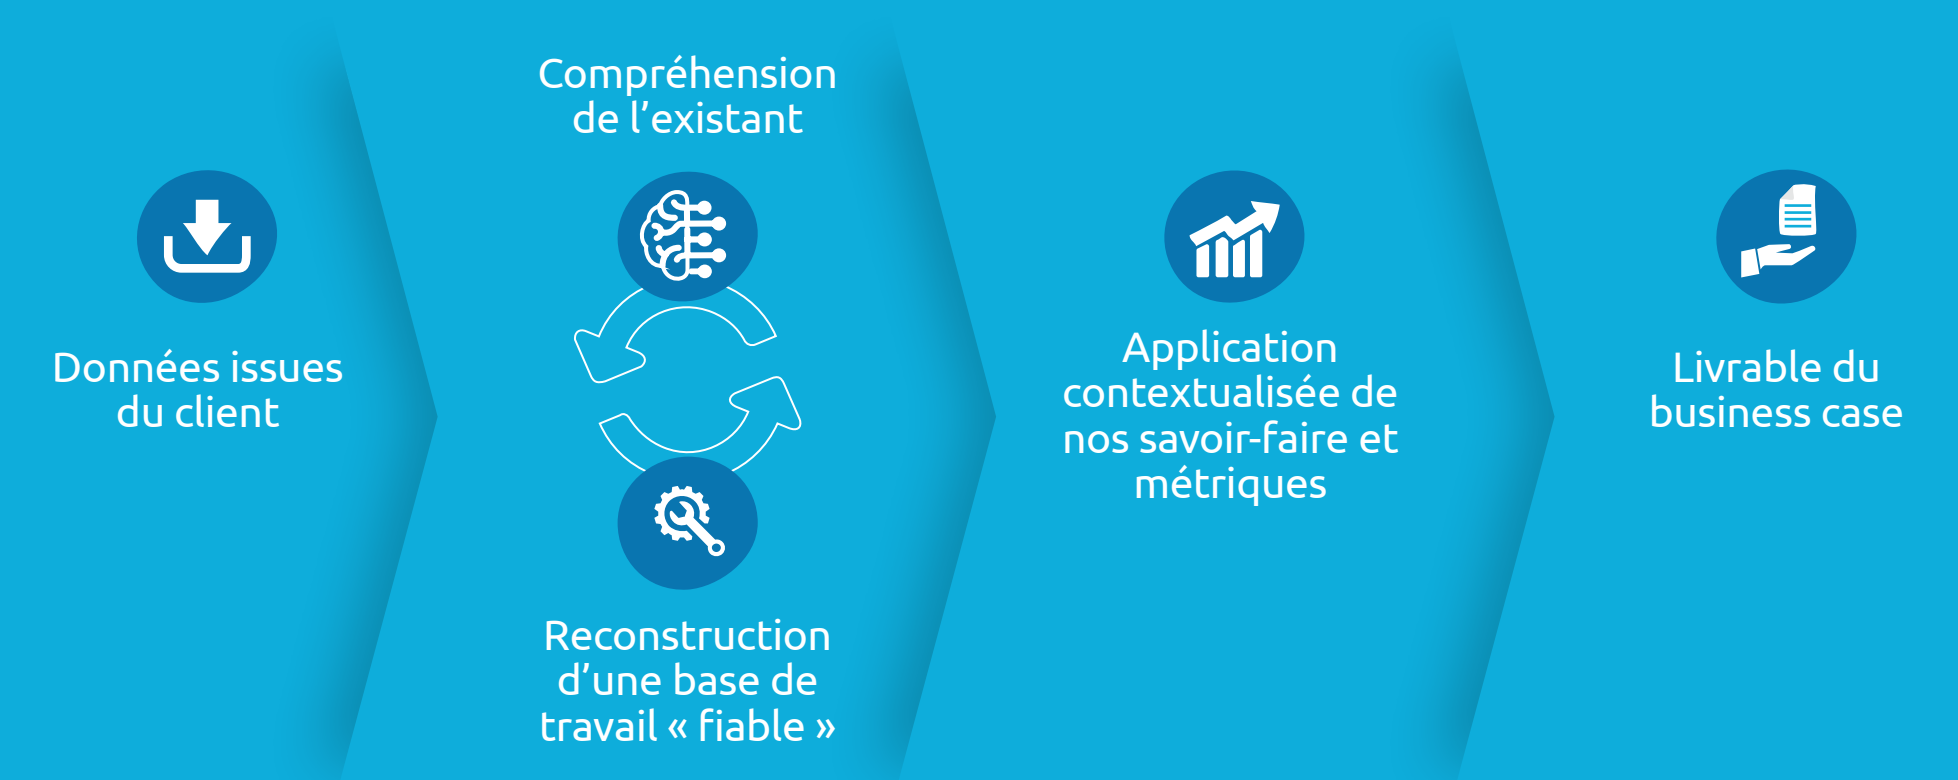 Données issues
du client
Compréhension
de l’existant
Reconstruction
d’une base de
travail « fiable »
Application
contextualisée de
nos savoir-faire et
métriques
Livrable du
business case